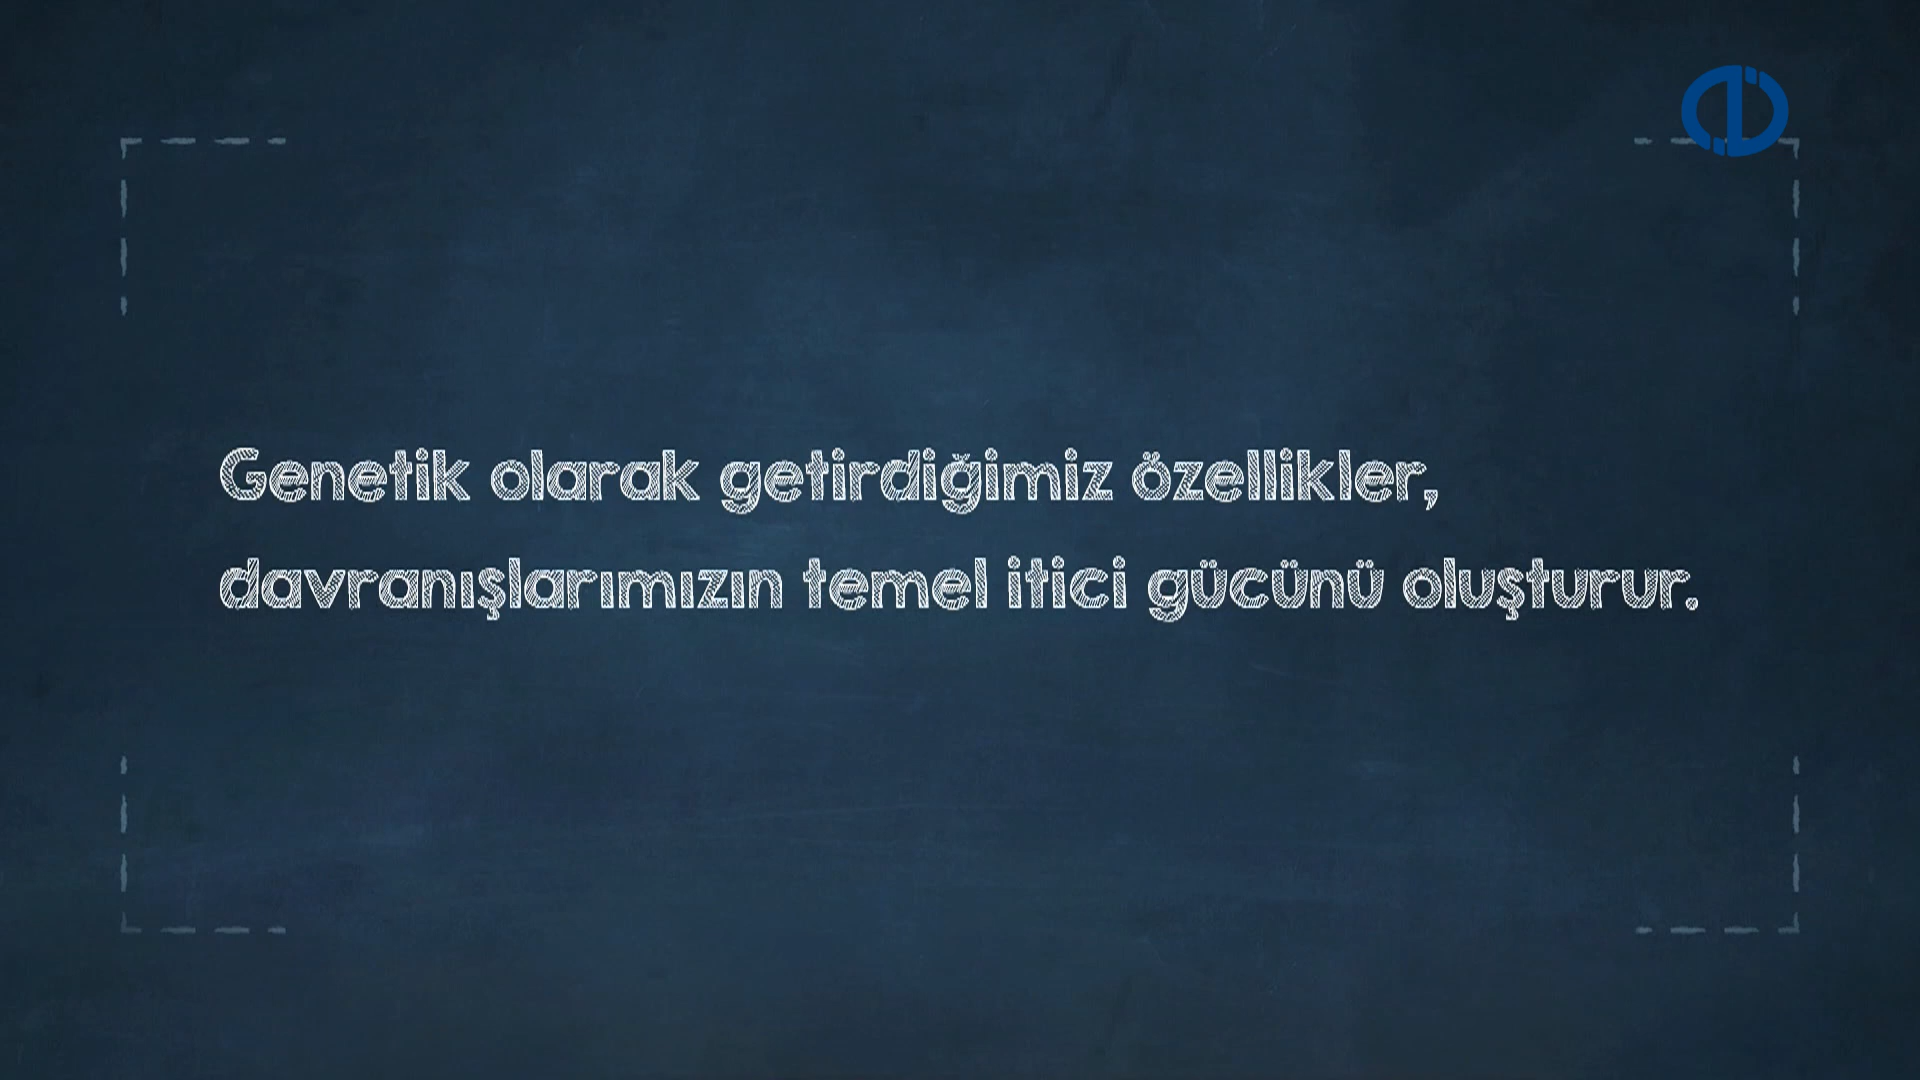 Genetik olarak getirdiğimiz özellikler,
davranışlarımızın temel itici gücünü oluşturur.